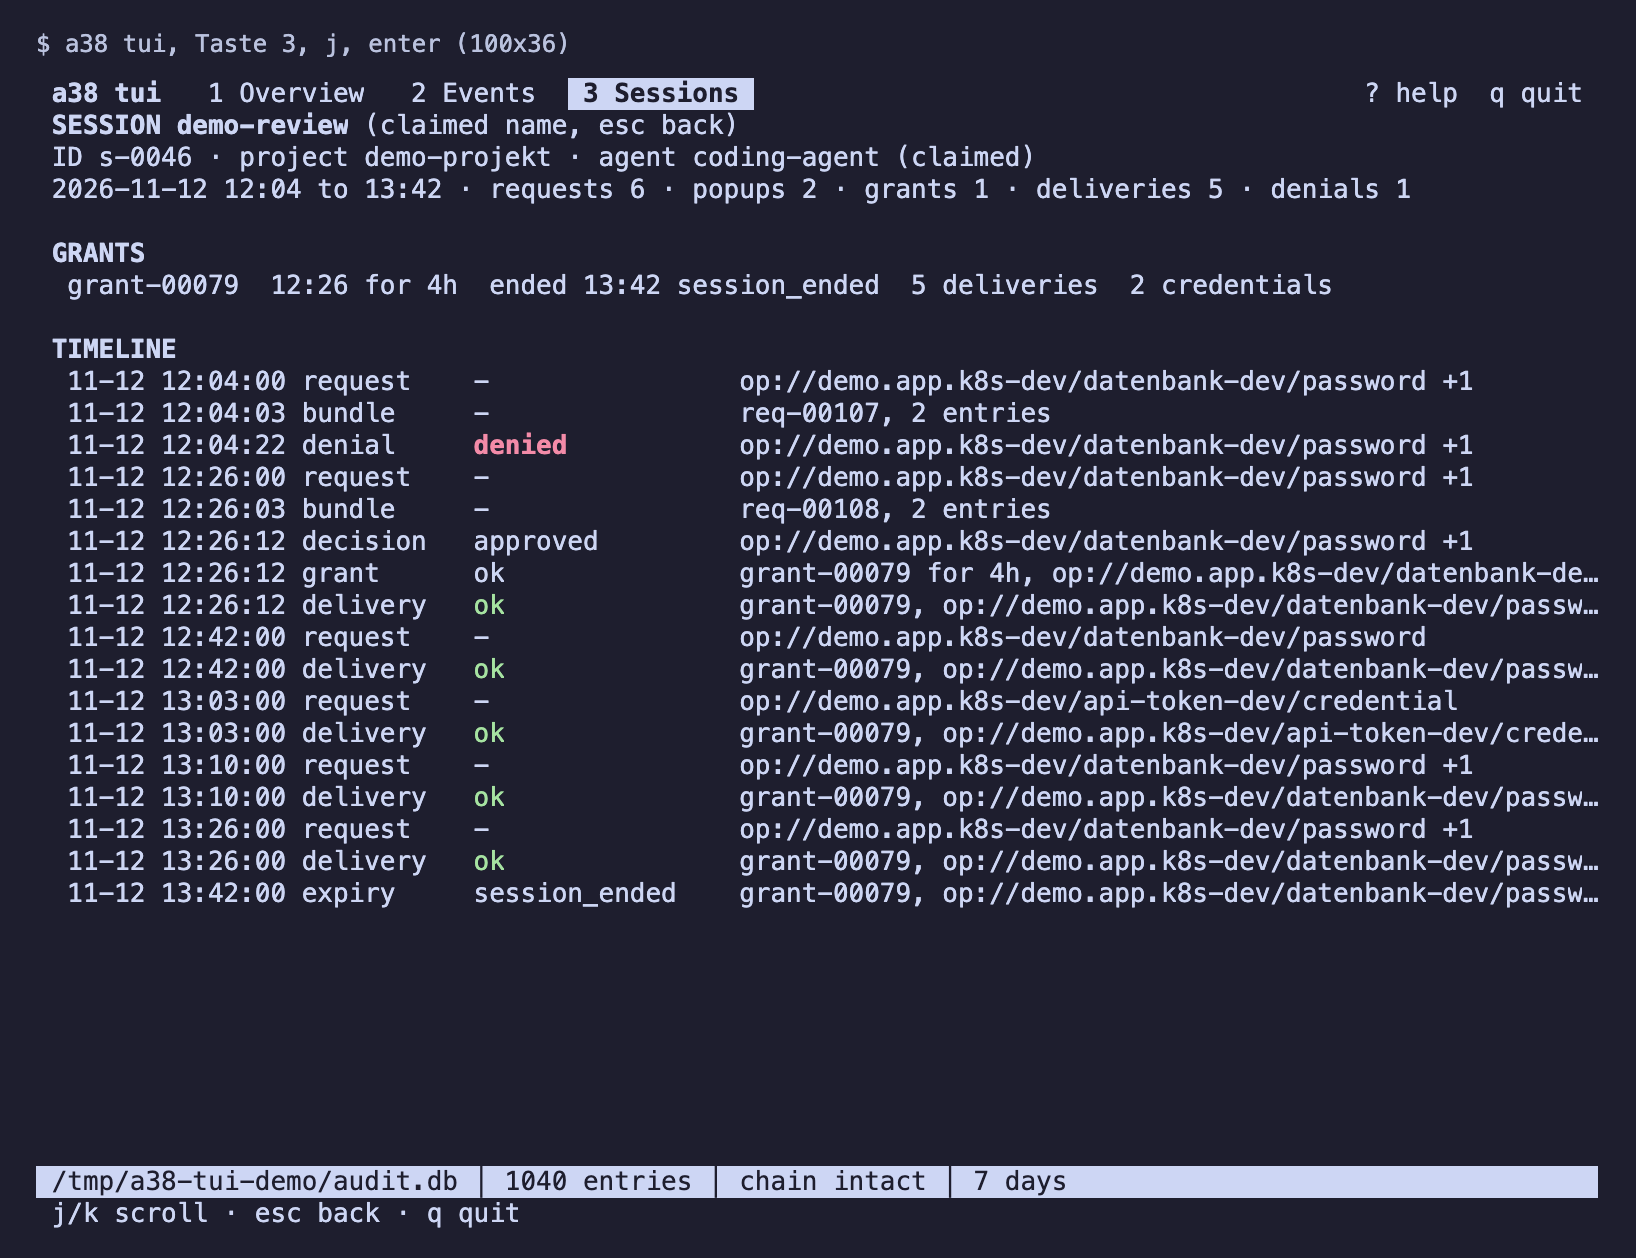 $ a38 tui, Taste 3, j, enter (100x36)
a38 tui   1 Overview   2 Events   3 Sessions   ? help  q quit
SESSION demo-review (claimed name, esc back)
ID s-0046 · project demo-projekt · agent coding-agent (claimed)
2026-11-12 12:04 to 13:42 · requests 6 · popups 2 · grants 1 · deliveries 5 · denials 1
GRANTS
grant-00079  12:26 for 4h  ended 13:42 session_ended  5 deliveries  2 credentials
TIMELINE
11-12 12:04:00 request    –                op://demo.app.k8s-dev/datenbank-dev/password +1
11-12 12:04:03 bundle     –                req-00107, 2 entries
11-12 12:04:22 denial     denied           op://demo.app.k8s-dev/datenbank-dev/password +1
11-12 12:26:00 request    –                op://demo.app.k8s-dev/datenbank-dev/password +1
11-12 12:26:03 bundle     –                req-00108, 2 entries
11-12 12:26:12 decision   approved         op://demo.app.k8s-dev/datenbank-dev/password +1
11-12 12:26:12 grant      ok               grant-00079 for 4h, op://demo.app.k8s-dev/datenbank-de…
11-12 12:26:12 delivery   ok               grant-00079, op://demo.app.k8s-dev/datenbank-dev/passw…
11-12 12:42:00 request    –                op://demo.app.k8s-dev/datenbank-dev/password
11-12 12:42:00 delivery   ok               grant-00079, op://demo.app.k8s-dev/datenbank-dev/passw…
11-12 13:03:00 request    –                op://demo.app.k8s-dev/api-token-dev/credential
11-12 13:03:00 delivery   ok               grant-00079, op://demo.app.k8s-dev/api-token-dev/crede…
11-12 13:10:00 request    –                op://demo.app.k8s-dev/datenbank-dev/password +1
11-12 13:10:00 delivery   ok               grant-00079, op://demo.app.k8s-dev/datenbank-dev/passw…
11-12 13:26:00 request    –                op://demo.app.k8s-dev/datenbank-dev/password +1
11-12 13:26:00 delivery   ok               grant-00079, op://demo.app.k8s-dev/datenbank-dev/passw…
11-12 13:42:00 expiry     session_ended    grant-00079, op://demo.app.k8s-dev/datenbank-dev/passw…
/tmp/a38-tui-demo/audit.db │ 1040 entries │ chain intact │ 7 days
j/k scroll · esc back · q quit